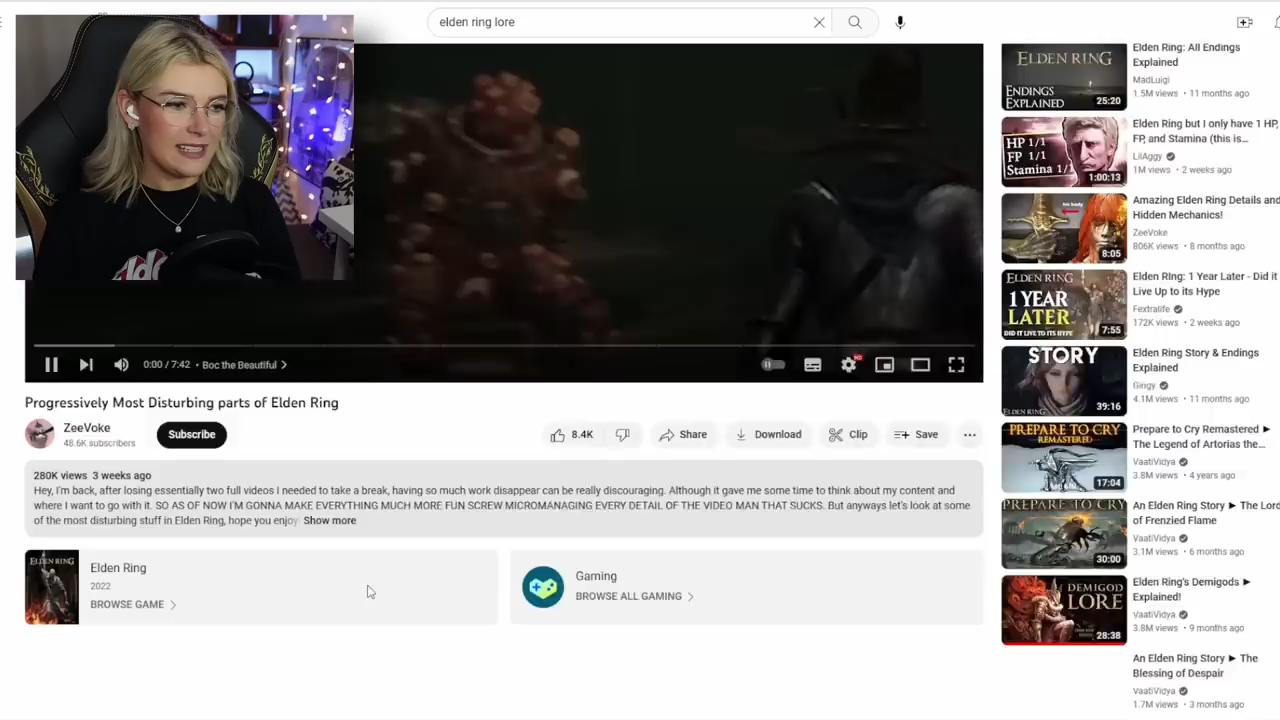 elden ring lore
0:00 / 7:42 • Boc the Beautiful
Progressively Most Disturbing parts of Elden Ring
ZeeVoke
48.6K subscribers
Subscribe
8.4K
Share
Download
Clip
Save
280K views 3 weeks ago
Hey, I'm back, after losing essentially two full videos I needed to take a break, having so much work disappear can be really discouraging. Although it gave me some time to think about my content and
where I want to go with it. SO AS OF NOW I'M GONNA MAKE EVERYTHING MUCH MORE FUN SCREW MICROMANAGING EVERY DETAIL OF THE VIDEO MAN THAT SUCKS. But anyways let's look at some
of the most disturbing stuff in Elden Ring, hope you enjoy Show more
ELDEN RING
Elden Ring
2022
BROWSE GAME
Gaming
BROWSE ALL GAMING
ELDEN RING
ENDINGS
EXPLAINED
25:20
Elden Ring: All Endings
Explained
MadLuigi
1.5M views • 11 months ago
HP 1/1
FP 1/1
Stamina 1/1
1:00:13
Elden Ring but I only have 1 HP,
FP, and Stamina (this is...
LilAggy
1M views • 2 weeks ago
his body
8:05
Amazing Elden Ring Details and
Hidden Mechanics!
ZeeVoke
806K views • 8 months ago
ELDEN RING
1 YEAR
LATER
DID IT LIVE TO ITS HYPE
7:55
Elden Ring: 1 Year Later - Did it
Live Up to its Hype
Fextralife
172K views • 2 weeks ago
STORY
ELDEN RING
39:16
Elden Ring Story & Endings
Explained
Gingy
4.1M views • 11 months ago
PREPARE TO CRY
REMASTERED
17:04
Prepare to Cry Remastered ►
The Legend of Artorias the...
VaatiVidya
3.8M views • 4 years ago
PREPARE TO CRY
30:00
An Elden Ring Story ► The Lord
of Frenzied Flame
VaatiVidya
3.1M views • 6 months ago
DEMIGOD
LORE
28:38
Elden Ring's Demigods ►
Explained!
VaatiVidya
3.8M views • 9 months ago
An Elden Ring Story ► The
Blessing of Despair
VaatiVidya
1.7M views • 3 months ago